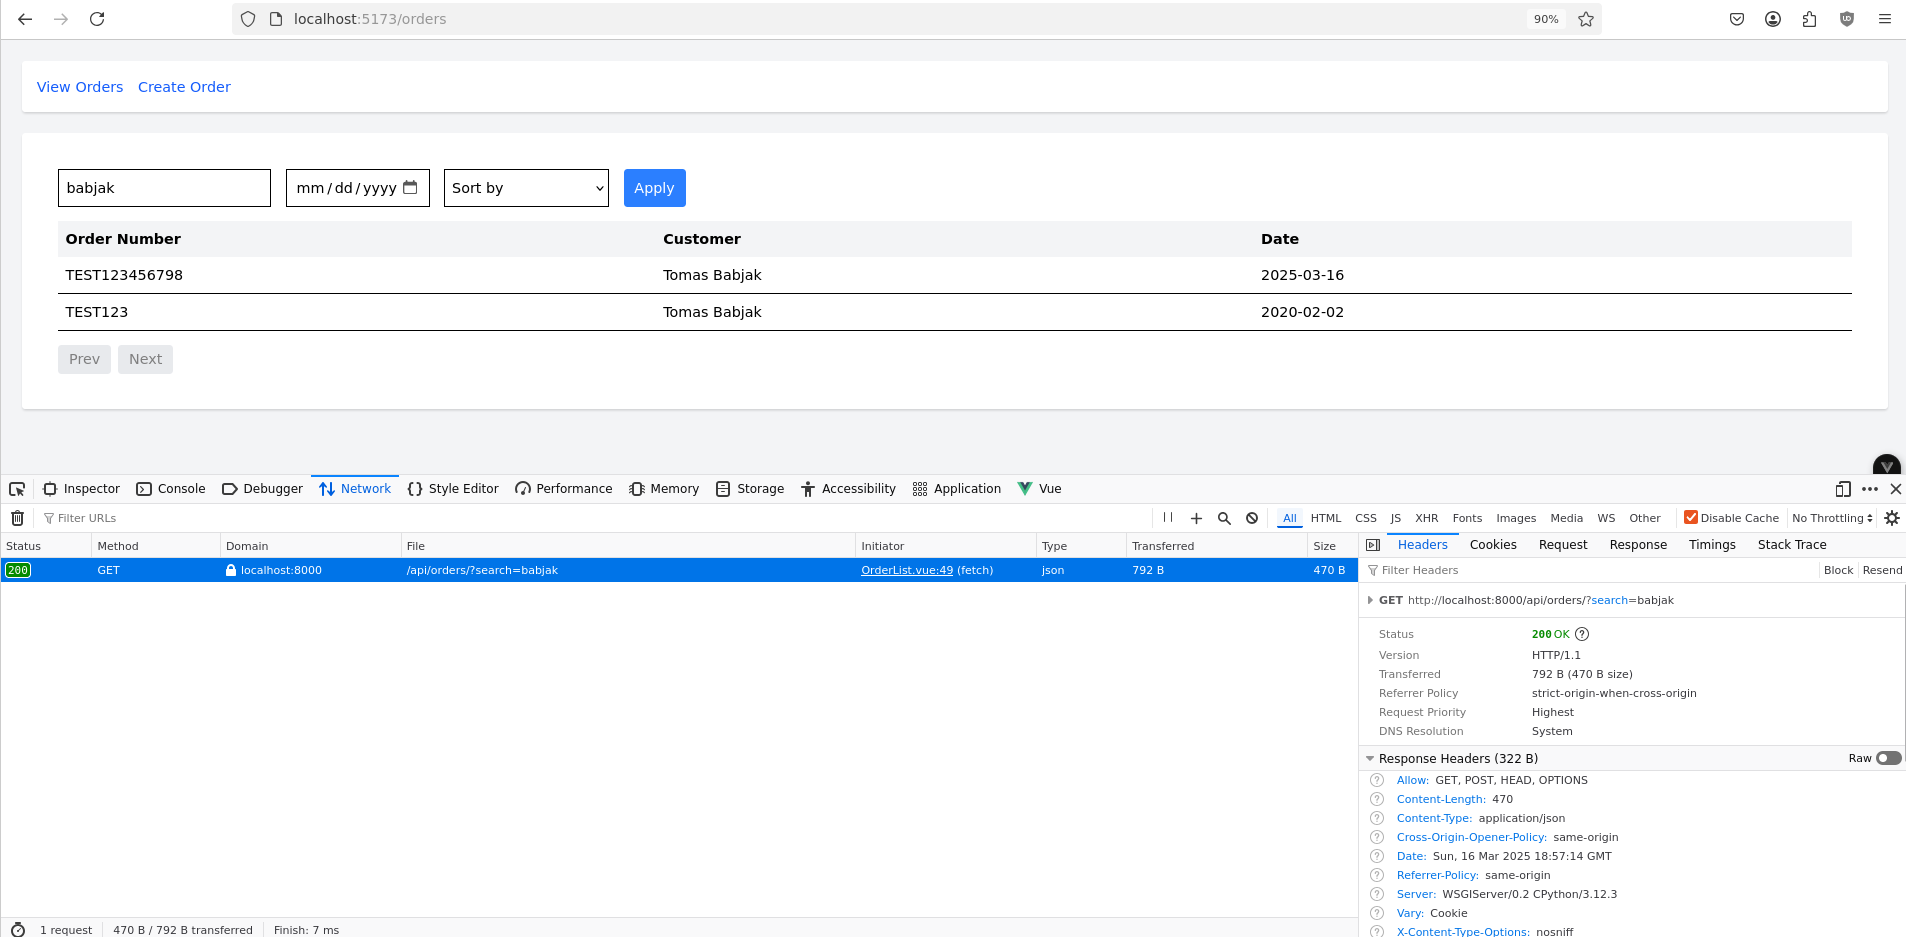 localhost:5173/orders 90%
View Orders Create Order
babjak mm/dd/yyyy Sort by Apply
Order Number Customer Date
TEST123456798 Tomas Babjak 2025-03-16
TEST123 Tomas Babjak 2020-02-02
Prev Next
Inspector Console Debugger Network Style Editor Performance Memory Storage Accessibility Application Vue
Filter URLs All HTML CSS JS XHR Fonts Images Media WS Other Disable Cache No Throttling
Status Method Domain File Initiator Type Transferred Size
200 GET localhost:8000 /api/orders/?search=babjak OrderList.vue:49 (fetch) json 792 B 470 B
1 request 470 B / 792 B transferred Finish: 7 ms
Headers Cookies Request Response Timings Stack Trace
Filter Headers Block Resend
GET http://localhost:8000/api/orders/?search=babjak
Status 200 OK
Version HTTP/1.1
Transferred 792 B (470 B size)
Referrer Policy strict-origin-when-cross-origin
Request Priority Highest
DNS Resolution System
Response Headers (322 B) Raw
Allow: GET, POST, HEAD, OPTIONS
Content-Length: 470
Content-Type: application/json
Cross-Origin-Opener-Policy: same-origin
Date: Sun, 16 Mar 2025 18:57:14 GMT
Referrer-Policy: same-origin
Server: WSGIServer/0.2 CPython/3.12.3
Vary: Cookie
X-Content-Type-Options: nosniff